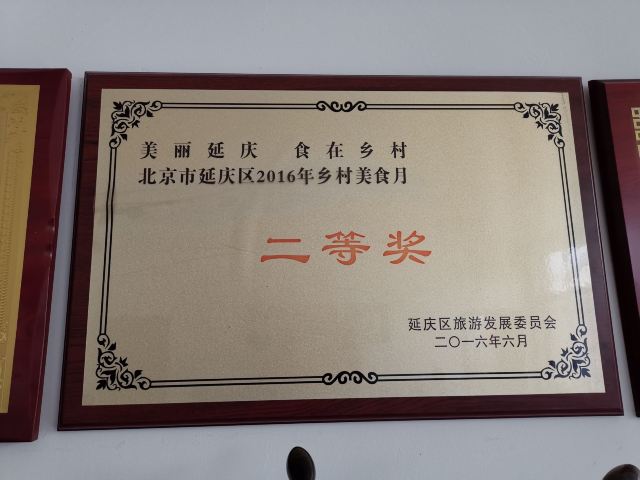 美丽延庆 食在乡村
北京市延庆区2016年乡村美食月
二等奖
延庆区旅游发展委员会
二〇一六年六月